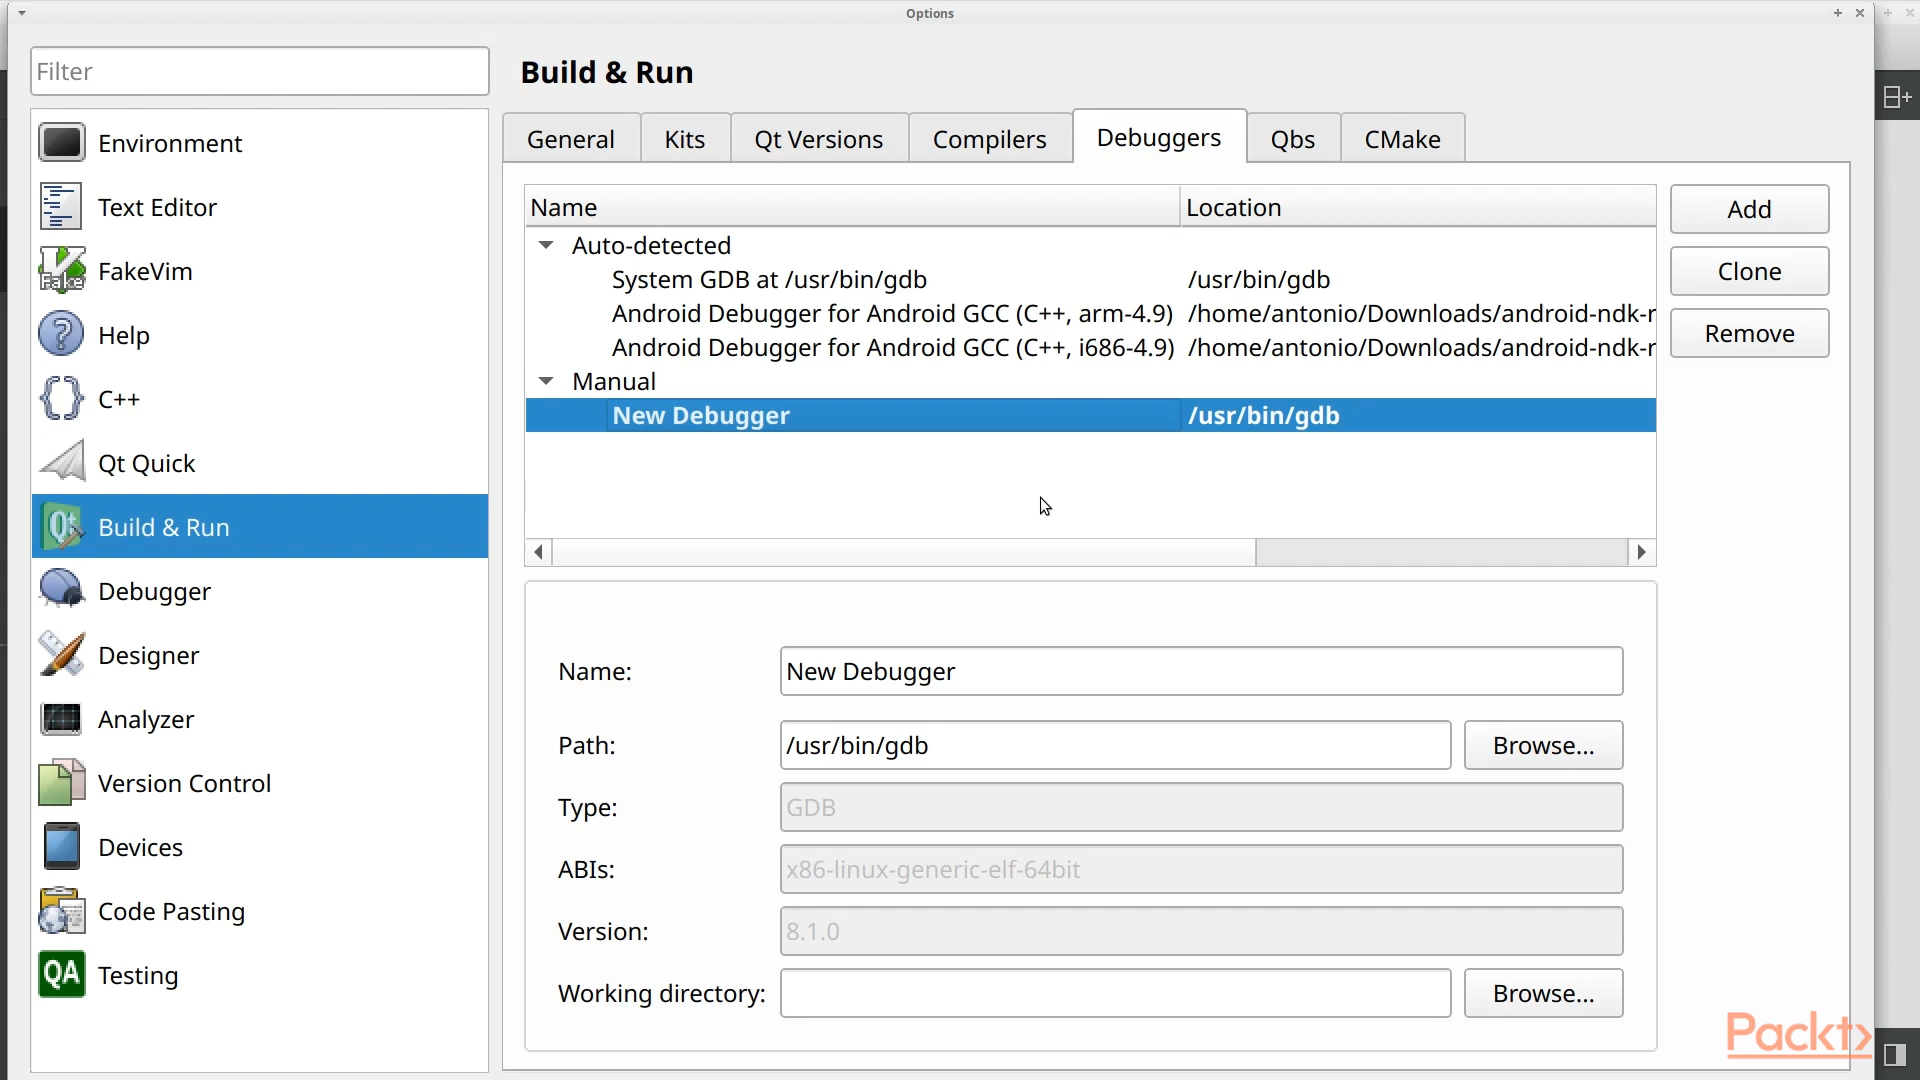 Options
Filter
Environment
Text Editor
FakeVim
Help
C++
Qt Quick
Build & Run
Debugger
Designer
Analyzer
Version Control
Devices
Code Pasting
QA Testing
Build & Run
General Kits Qt Versions Compilers Debuggers Qbs CMake
Name Location
Auto-detected
System GDB at /usr/bin/gdb /usr/bin/gdb
Android Debugger for Android GCC (C++, arm-4.9) /home/antonio/Downloads/android-ndk-r
Android Debugger for Android GCC (C++, i686-4.9) /home/antonio/Downloads/android-ndk-r
Manual
New Debugger /usr/bin/gdb
Add
Clone
Remove
Name: New Debugger
Path: /usr/bin/gdb Browse...
Type: GDB
ABIs: x86-linux-generic-elf-64bit
Version: 8.1.0
Working directory: Browse...
Packt>